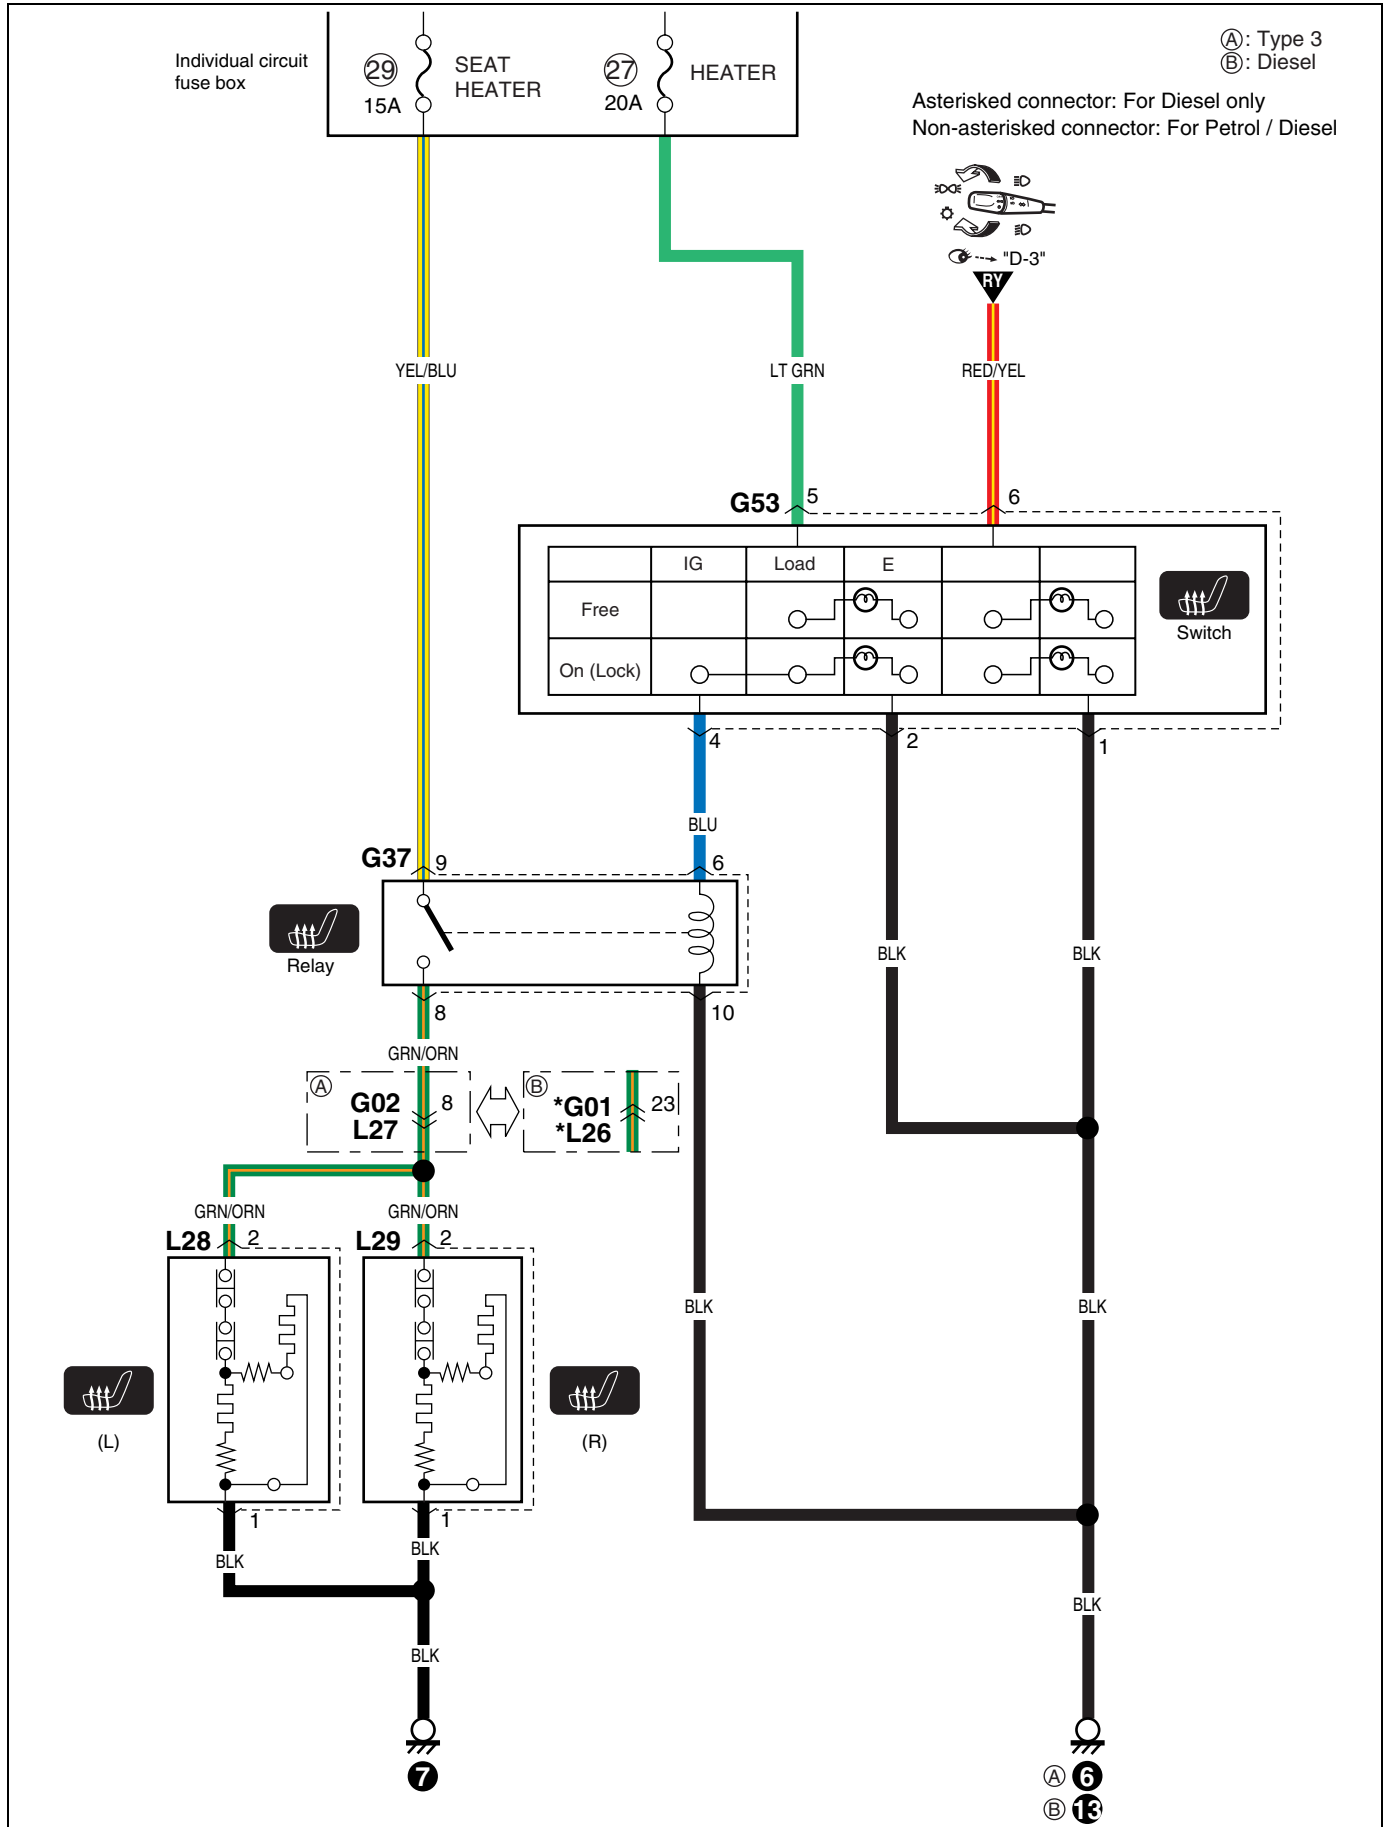 Individual circuit
fuse box
29
15A
SEAT
HEATER
27
20A
HEATER
A: Type 3
B: Diesel
Asterisked connector: For Diesel only
Non-asterisked connector: For Petrol / Diesel
"D-3"
RY
YEL/BLU
LT GRN
RED/YEL
G53
5
6
IG
Load
E
Free
On (Lock)
Switch
4
2
1
BLU
G37
9
6
Relay
BLK
BLK
8
10
GRN/ORN
A
G02
L27
8
B
*G01
*L26
23
GRN/ORN
GRN/ORN
L28
2
L29
2
BLK
BLK
(L)
(R)
1
1
BLK
BLK
BLK
BLK
7
A 6
B 13